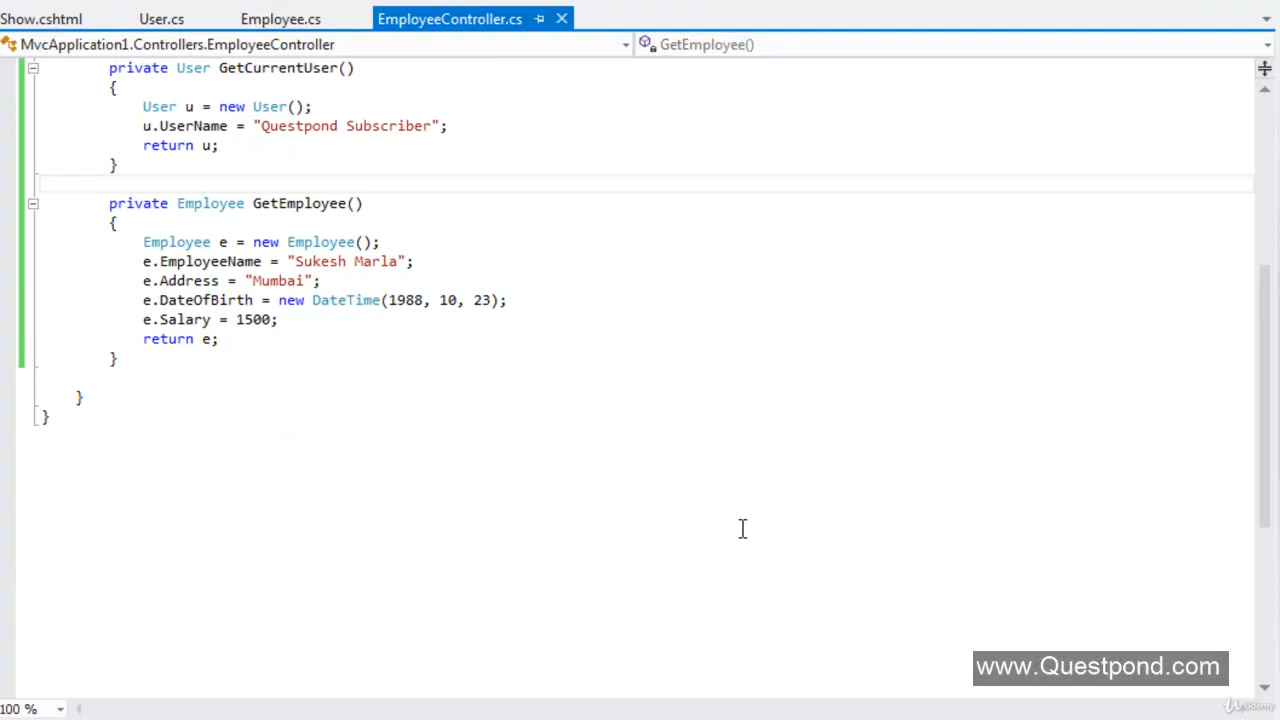 Show.cshtml User.cs Employee.cs EmployeeController.cs
MvcApplication1.Controllers.EmployeeController GetEmployee()
private User GetCurrentUser()
{
User u = new User();
u.UserName = "Questpond Subscriber";
return u;
}
private Employee GetEmployee()
{
Employee e = new Employee();
e.EmployeeName = "Sukesh Marla";
e.Address = "Mumbai";
e.DateOfBirth = new DateTime(1988, 10, 23);
e.Salary = 1500;
return e;
}
}
}
www.Questpond.com
100 %
Udemy